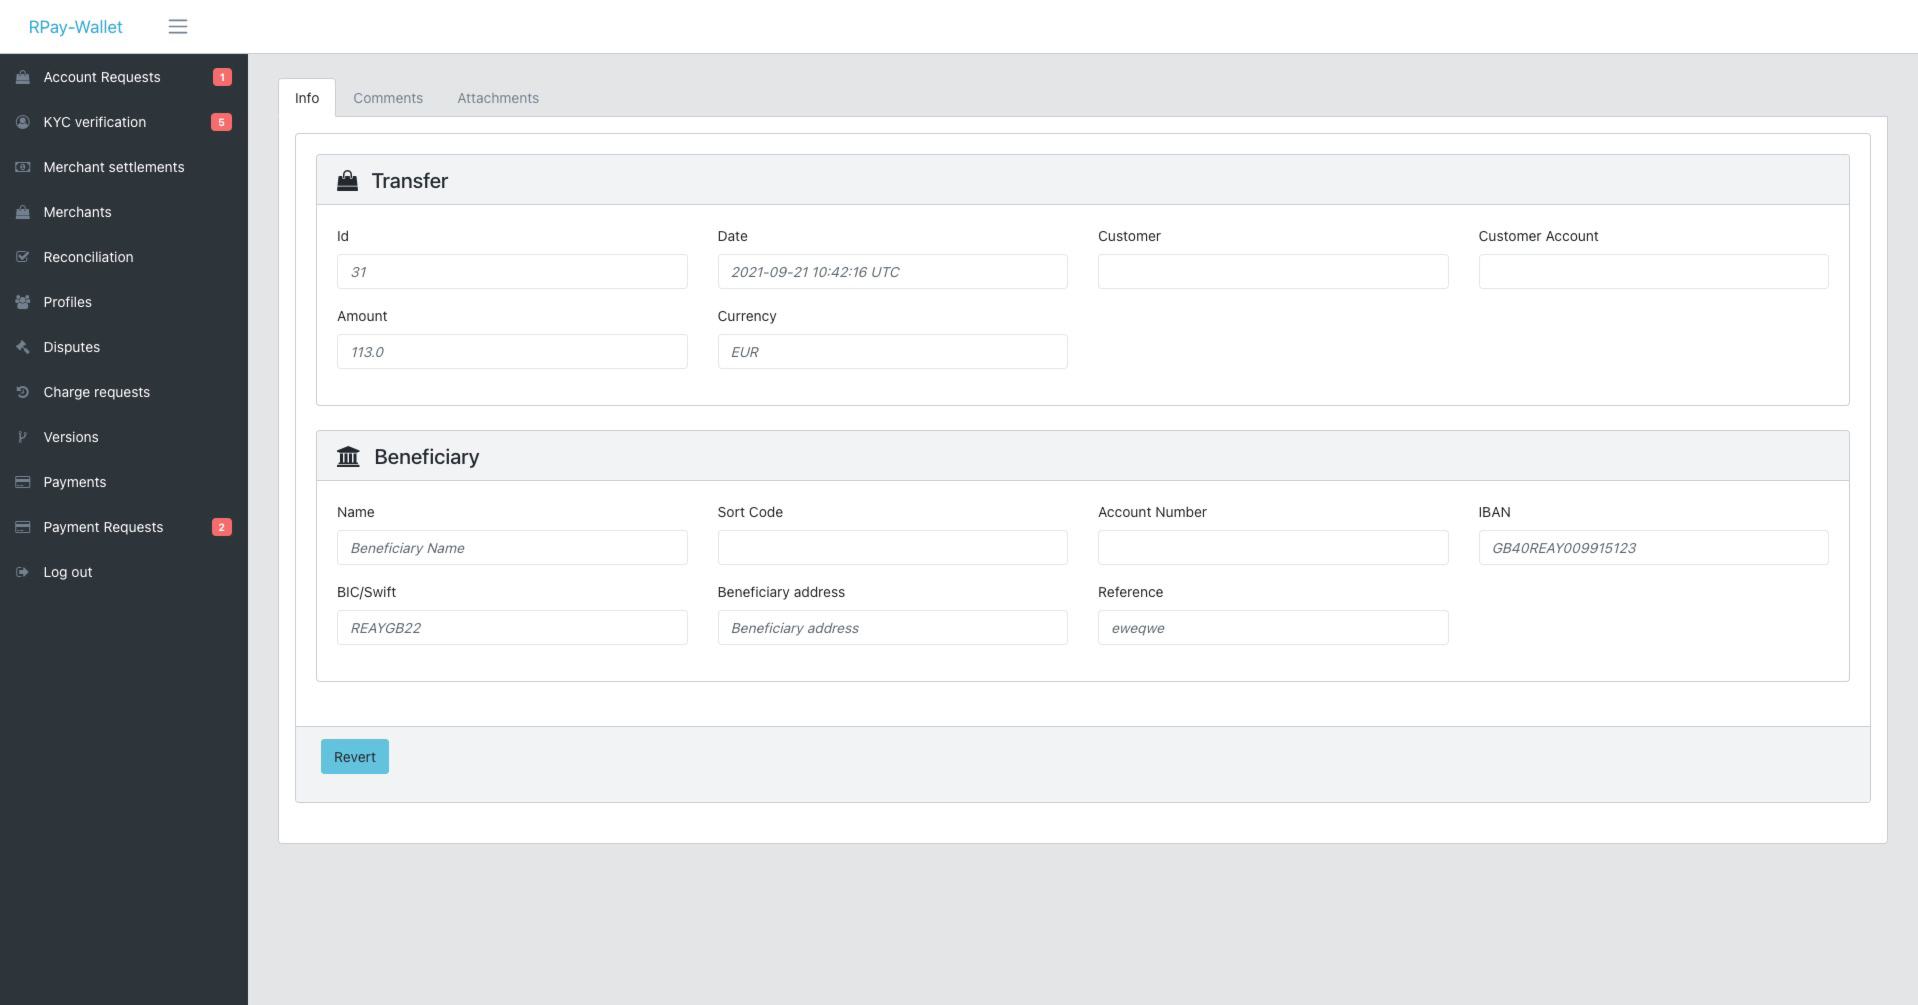 RPay-Wallet
Account Requests 1
KYC verification 5
Merchant settlements
Merchants
Reconciliation
Profiles
Disputes
Charge requests
Versions
Payments
Payment Requests 2
Log out
Info Comments Attachments
Transfer
Id Date Customer Customer Account
31 2021-09-21 10:42:16 UTC
Amount Currency
113.0 EUR
Beneficiary
Name Sort Code Account Number IBAN
Beneficiary Name GB40REAY009915123
BIC/Swift Beneficiary address Reference
REAYGB22 Beneficiary address eweqwe
Revert